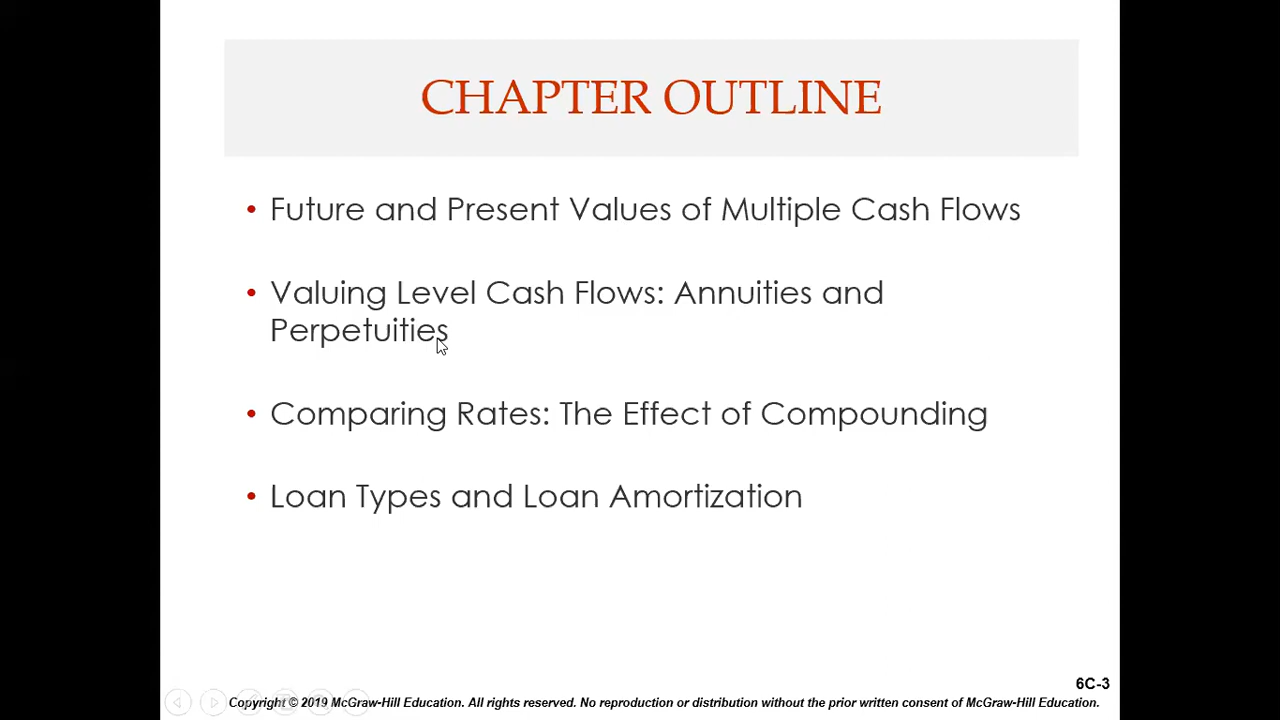 CHAPTER OUTLINE
• Future and Present Values of Multiple Cash Flows
• Valuing Level Cash Flows: Annuities and
Perpetuities
• Comparing Rates: The Effect of Compounding
• Loan Types and Loan Amortization
6C-3
Copyright © 2019 McGraw-Hill Education. All rights reserved. No reproduction or distribution without the prior written consent of McGraw-Hill Education.